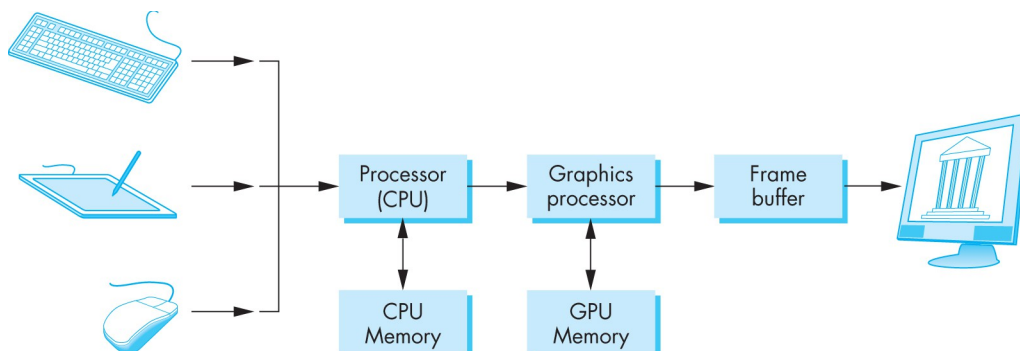 Processor
(CPU)
Graphics
processor
Frame
buffer
CPU
Memory
GPU
Memory